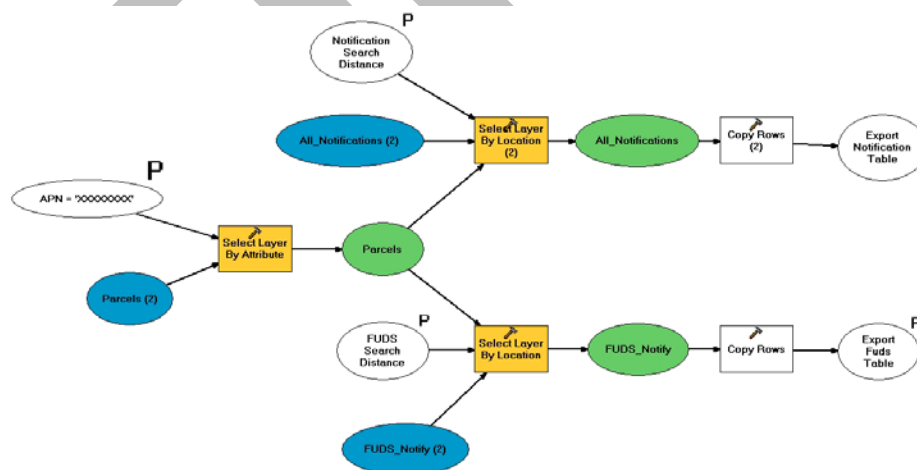 P
Notification
Search
Distance
All_Notifications (2)
Select Layer
By Location
(2)
All_Notifications
Copy Rows
(2)
Export
Notification
Table
P
APN = "XXXXXXXX"
Select Layer
By Attribute
Parcels
Parcels (2)
P
FUDS
Search
Distance
Select Layer
By Location
FUDS_Notify
Copy Rows
P
Export
Fuds
Table
FUDS_Notify (2)